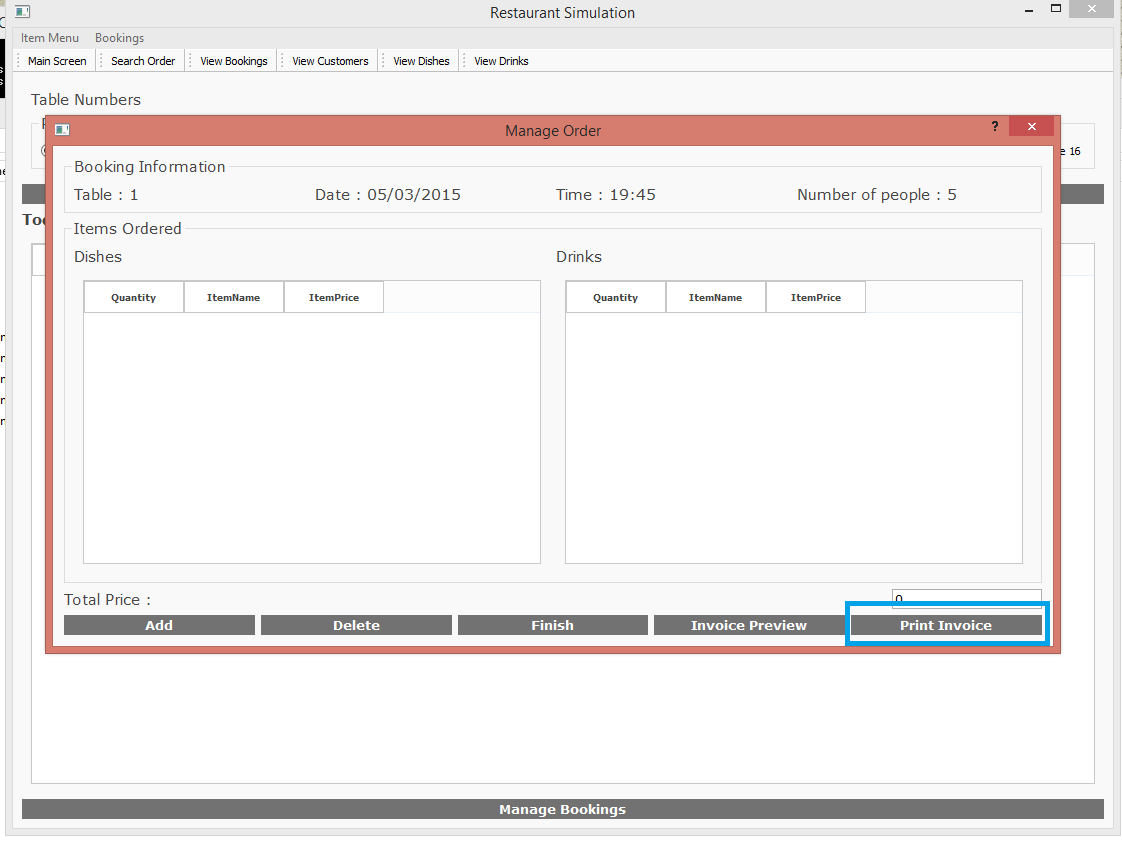 Restaurant Simulation
Item Menu Bookings
Main Screen Search Order View Bookings View Customers View Dishes View Drinks
Table Numbers
Manage Order ?
16
Booking Information
Table : 1 Date : 05/03/2015 Time : 19:45 Number of people : 5
Items Ordered
Dishes Drinks
Quantity ItemName ItemPrice Quantity ItemName ItemPrice
Total Price : 0
Add Delete Finish Invoice Preview Print Invoice
Manage Bookings